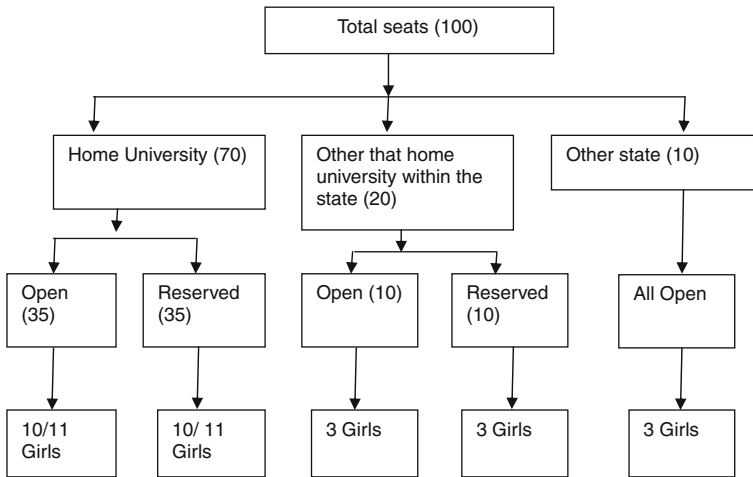 Total seats (100)
Home University (70)
Other that home
university within the
state (20)
Other state (10)
Open
(35)
Reserved
(35)
Open (10)
Reserved
(10)
All Open
10/11
Girls
10/ 11
Girls
3 Girls
3 Girls
3 Girls